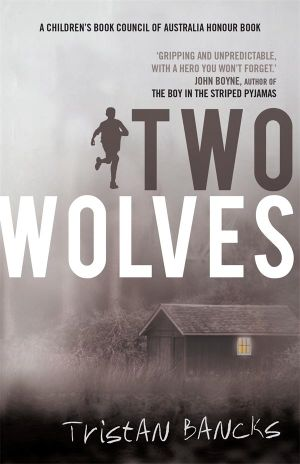 A CHILDREN'S BOOK COUNCIL OF AUSTRALIA HONOUR BOOK
'GRIPPING AND UNPREDICTABLE,
WITH A HERO YOU WON'T FORGET.'
JOHN BOYNE, AUTHOR OF
THE BOY IN THE STRIPED PYJAMAS
TWO
WOLVES
TRISTAN BANCKS